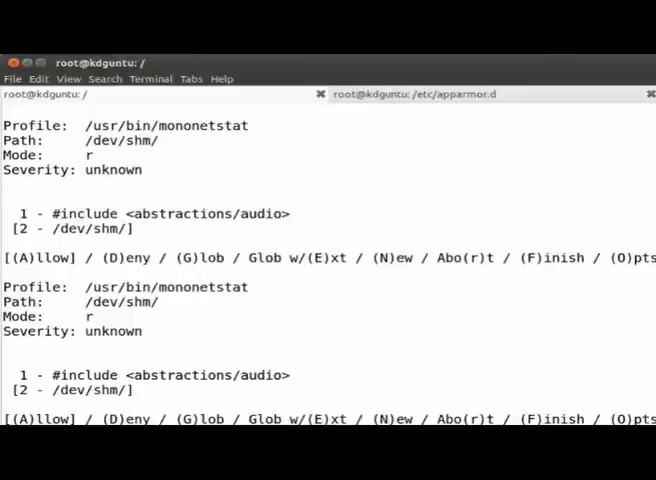 root@kdguntu: /
File Edit View Search Terminal Tabs Help
root@kdguntu: / ✖ root@kdguntu: /etc/apparmor.d ✖
Profile: /usr/bin/mononetstat
Path: /dev/shm/
Mode: r
Severity: unknown
1 - #include <abstractions/audio>
[2 - /dev/shm/]
[(A)llow] / (D)eny / (G)lob / Glob w/(E)xt / (N)ew / Abo(r)t / (F)inish / (O)pts
Profile: /usr/bin/mononetstat
Path: /dev/shm/
Mode: r
Severity: unknown
1 - #include <abstractions/audio>
[2 - /dev/shm/]
[(A)llow] / (D)eny / (G)lob / Glob w/(E)xt / (N)ew / Abo(r)t / (F)inish / (O)pts